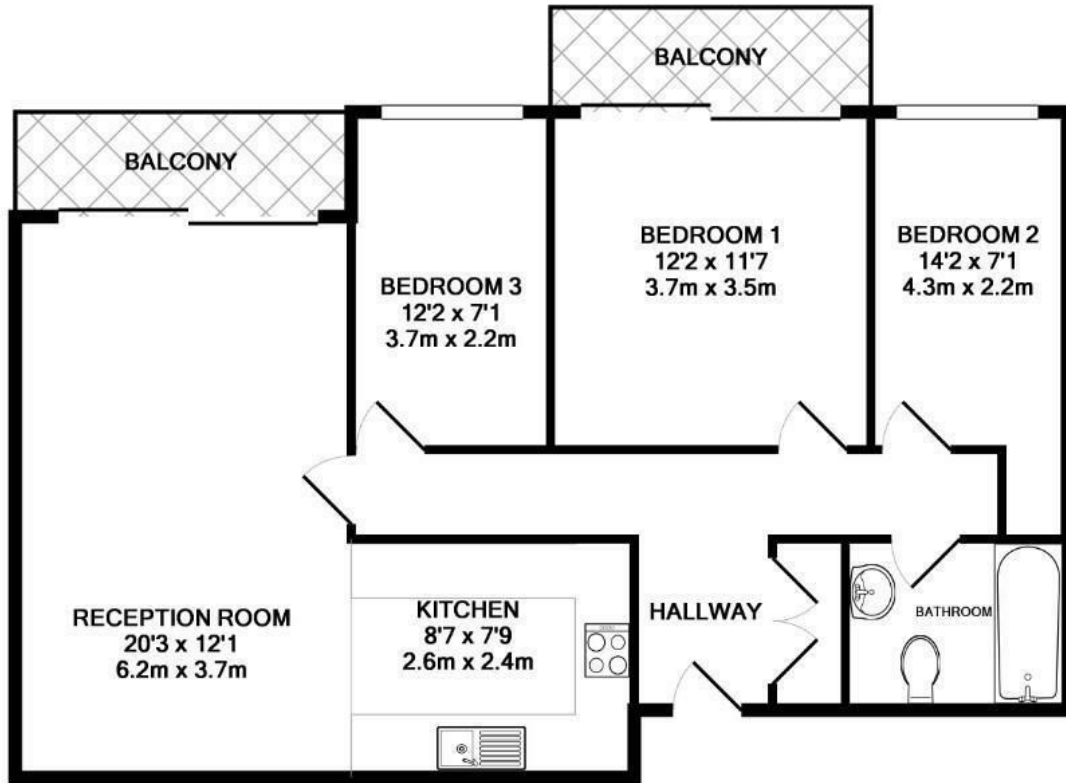 BALCONY
BALCONY
BEDROOM 1
12'2 x 11'7
3.7m x 3.5m
BEDROOM 2
14'2 x 7'1
4.3m x 2.2m
BEDROOM 3
12'2 x 7'1
3.7m x 2.2m
RECEPTION ROOM
20'3 x 12'1
6.2m x 3.7m
KITCHEN
8'7 x 7'9
2.6m x 2.4m
HALLWAY
BATHROOM